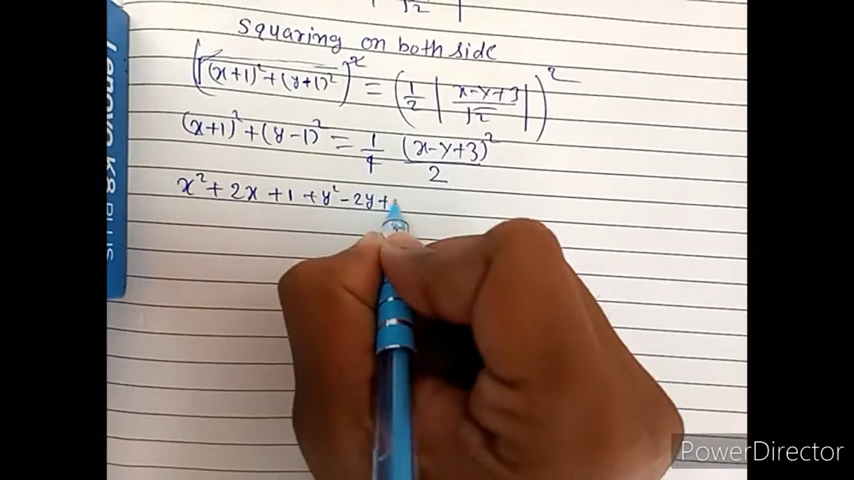 √2
Squaring on both side
(√(x+1)²+(y+1)²)² = (1/2 |x-y+3/√2|)²
(x+1)²+(y-1)² = 1/4 (x-y+3)²/2
x²+2x+1+y²-2y+
Lenovo K8 PLUS
PowerDirector